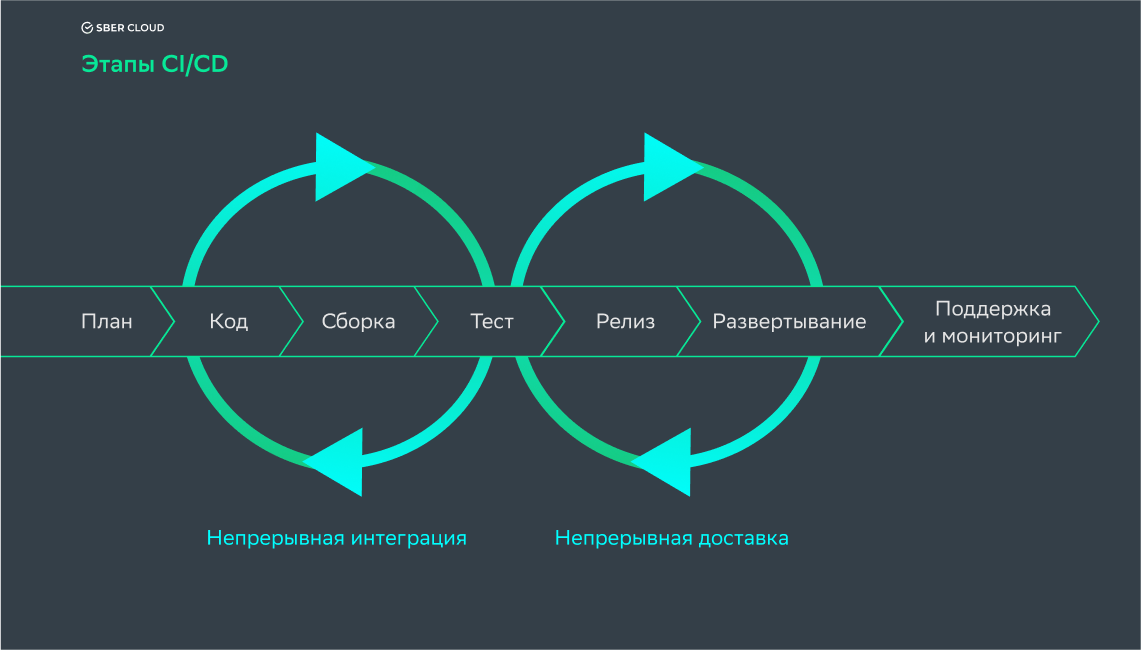 SBER CLOUD
Этапы CI/CD
План
Код
Сборка
Тест
Релиз
Развертывание
Поддержка
и мониторинг
Непрерывная интеграция
Непрерывная доставка